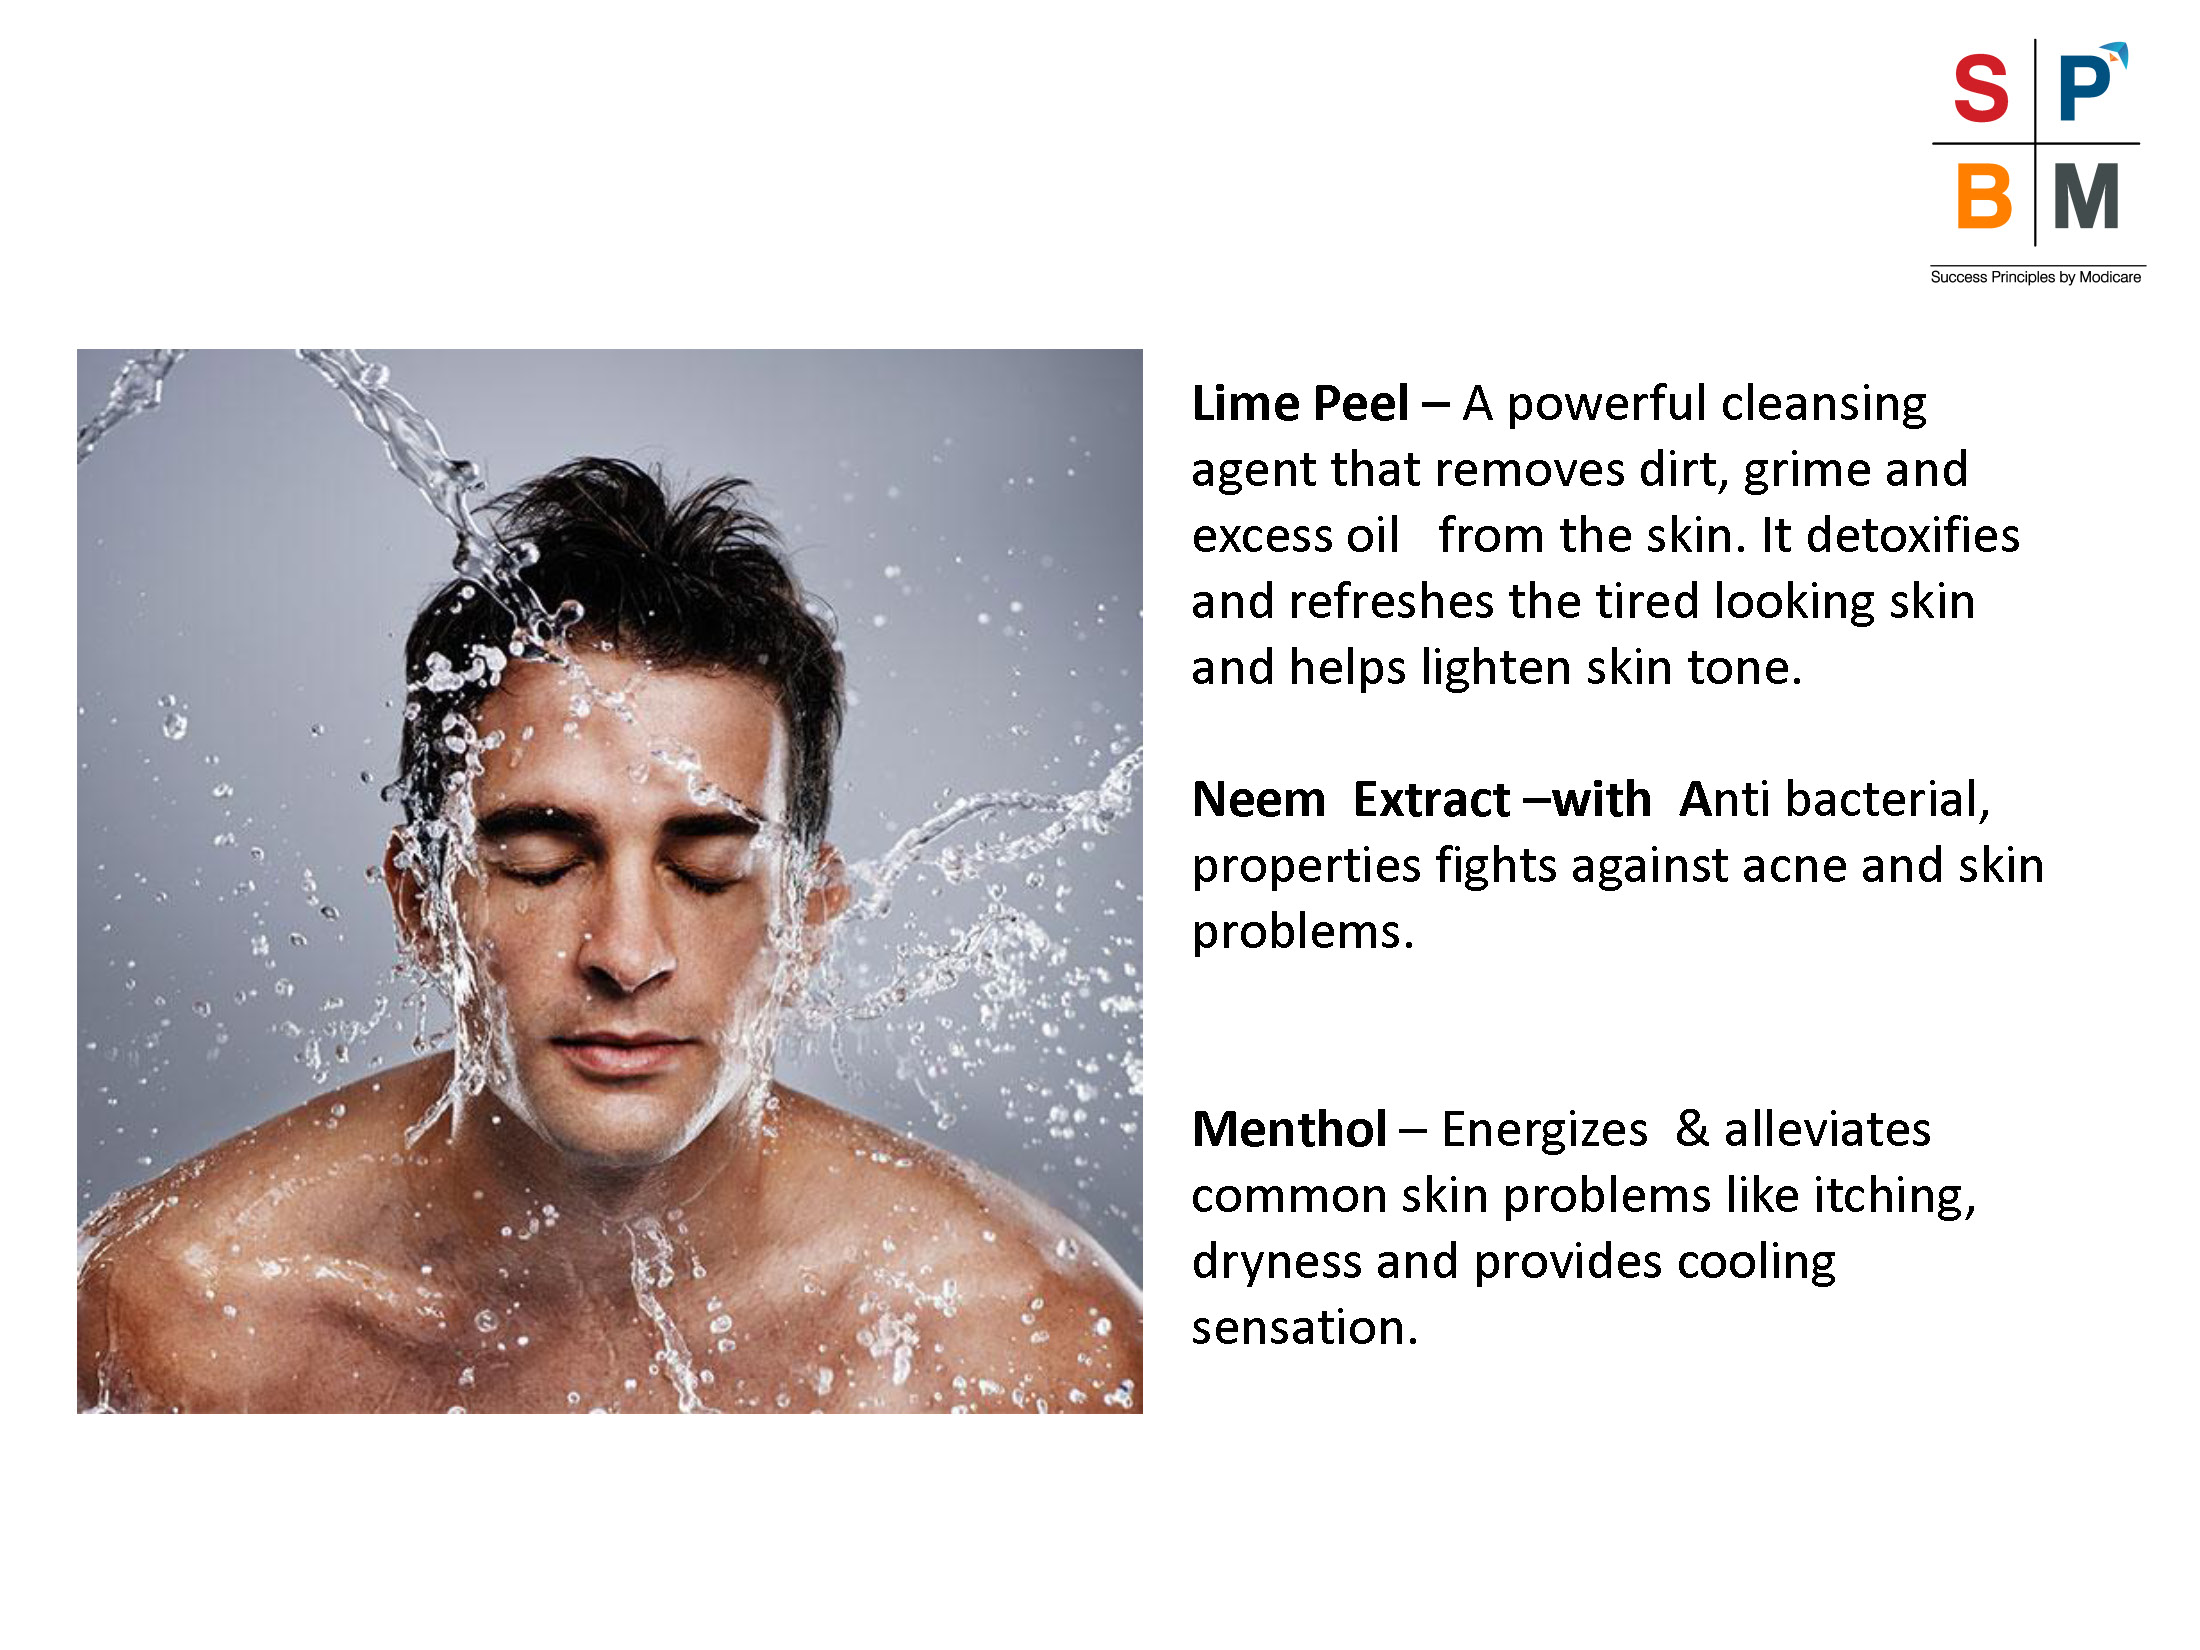 S P
B M
Success Principles by Modicare
Lime Peel – A powerful cleansing
agent that removes dirt, grime and
excess oil   from the skin. It detoxifies
and refreshes the tired looking skin
and helps lighten skin tone.
Neem  Extract –with  Anti bacterial,
properties fights against acne and skin
problems.
Menthol – Energizes  & alleviates
common skin problems like itching,
dryness and provides cooling
sensation.